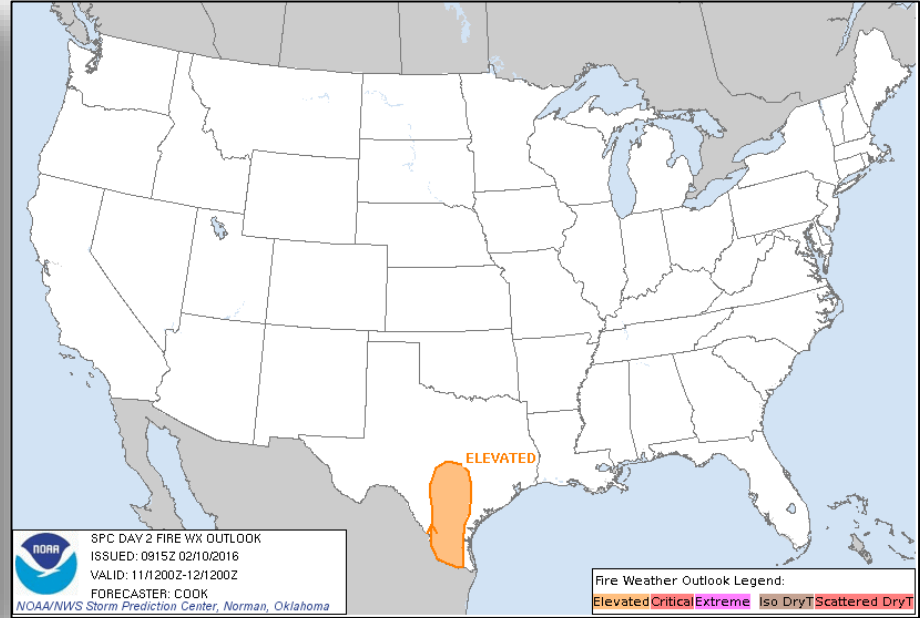 ELEVATED
NOAA
SPC DAY 2 FIRE WX OUTLOOK
ISSUED: 0915Z 02/10/2016
VALID: 11/1200Z-12/1200Z
FORECASTER: COOK
NOAA/NWS Storm Prediction Center, Norman, Oklahoma
Fire Weather Outlook Legend:
Elevated Critical Extreme Iso DryT Scattered DryT